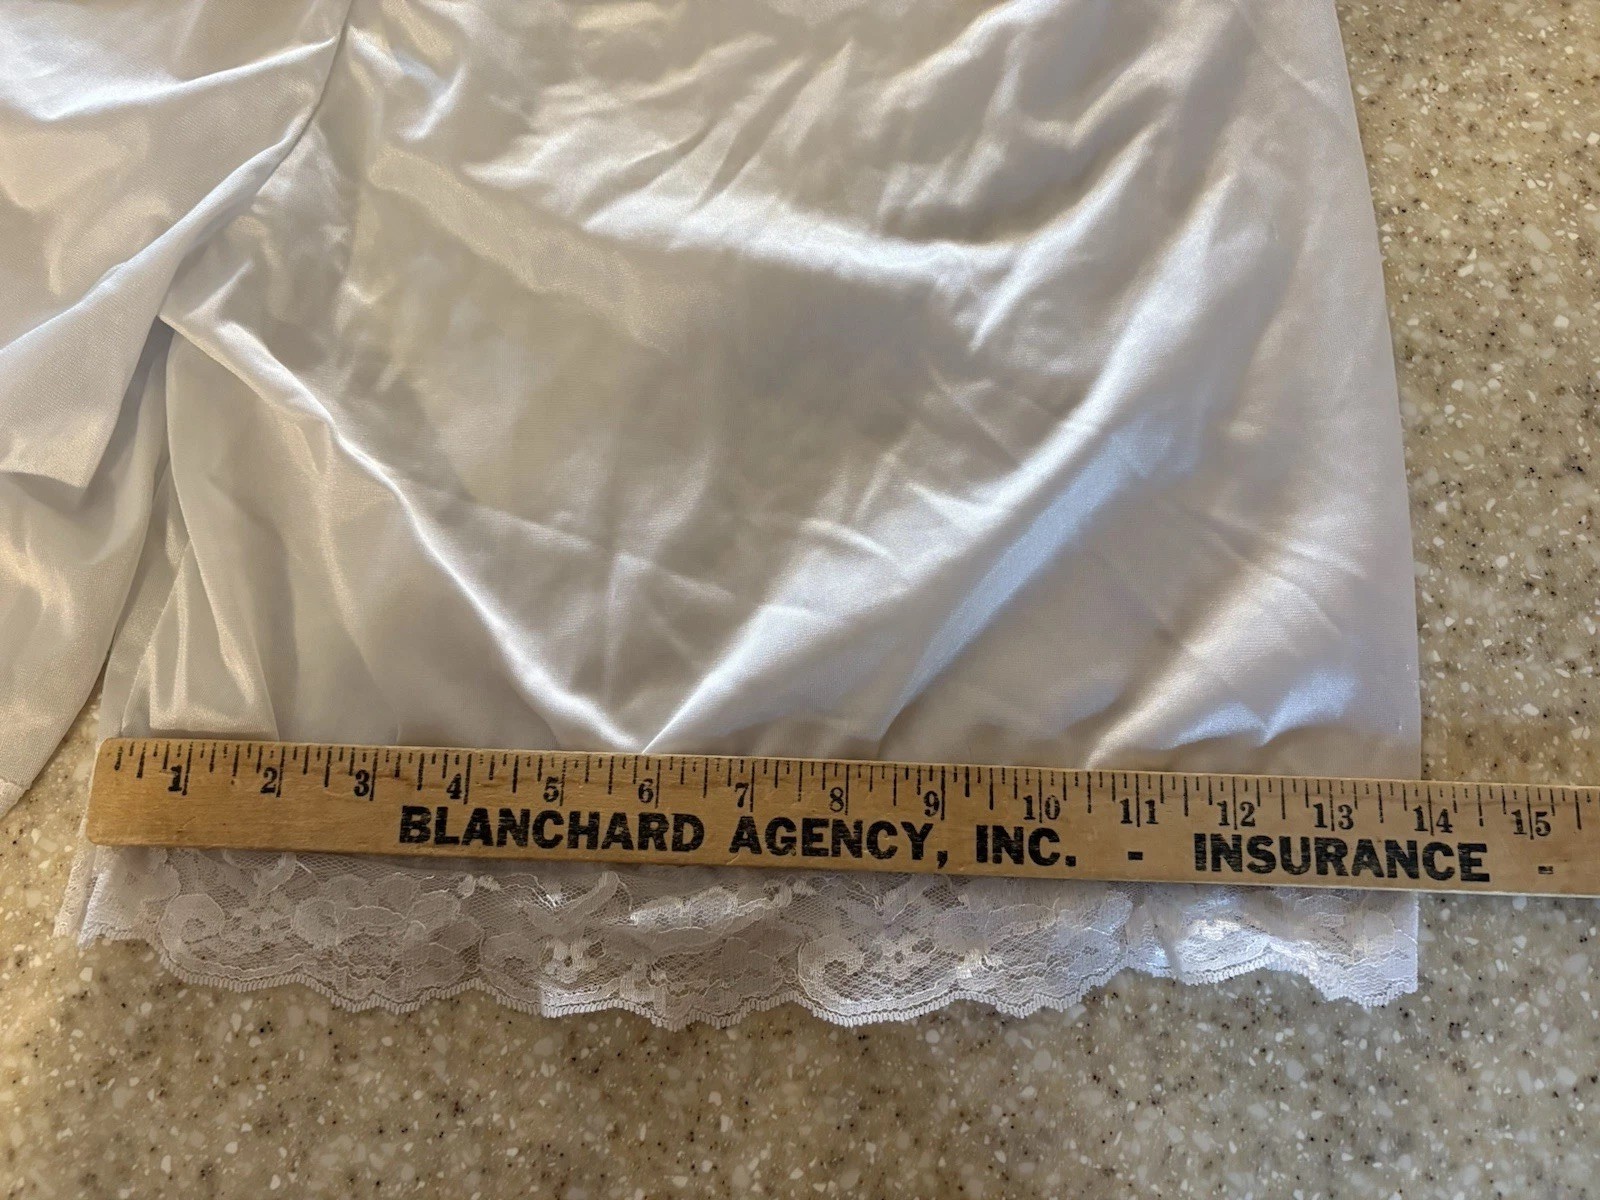 1 2 3 4 5 6 7 8 9 10 11 12 13 14 15
BLANCHARD AGENCY, INC. - INSURANCE -